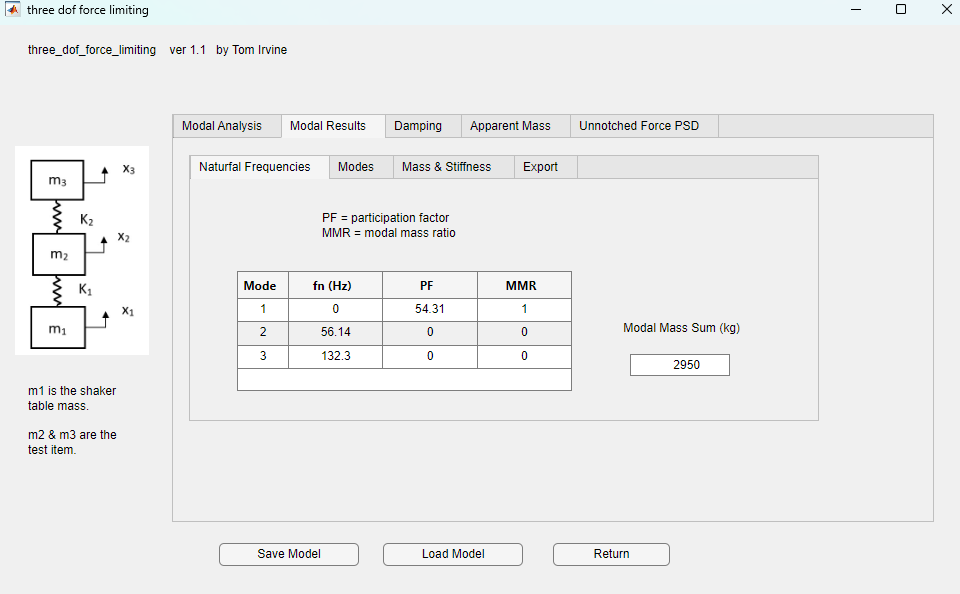 three dof force limiting
three_dof_force_limiting ver 1.1 by Tom Irvine
Modal Analysis Modal Results Damping Apparent Mass Unnotched Force PSD
Naturfal Frequencies Modes Mass & Stiffness Export
m3 x3
K2
m2 x2
K1
m1 x1
m1 is the shaker
table mass.
m2 & m3 are the
test item.
PF = participation factor
MMR = modal mass ratio
Mode fn (Hz) PF MMR
1 0 54.31 1
2 56.14 0 0
3 132.3 0 0
Modal Mass Sum (kg)
2950
Save Model Load Model Return